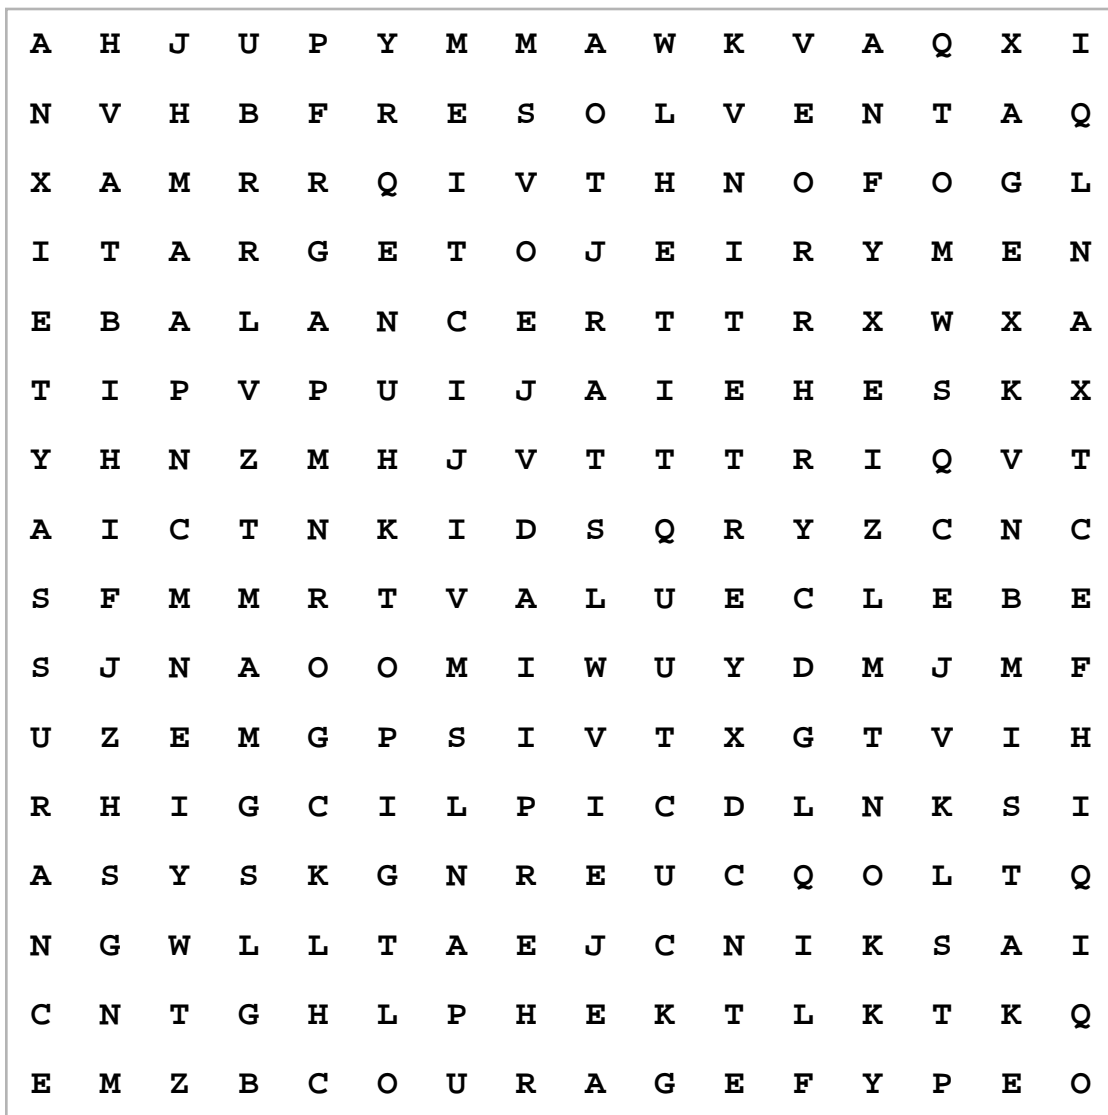 A H J U P Y M M A W K V A Q X I
N V H B F R E S O L V E N T A Q
X A M R R Q I V T H N O F O G L
I T A R G E T O J E I R Y M E N
E B A L A N C E R T T R X W X A
T I P V P U I J A I E H E S K X
Y H N Z M H J V T T T R I Q V T
A I C T N K I D S Q R Y Z C N C
S F M M R T V A L U E C L E B E
S J N A O O M I W U Y D M J M F
U Z E M G P S I V T X G T V I H
R H I G C I L P I C D L N K S I
A S Y S K G N R E U C Q O L T Q
N G W L L T A E J C N I K S A I
C N T G H L P H E K T L K T K Q
E M Z B C O U R A G E F Y P E O